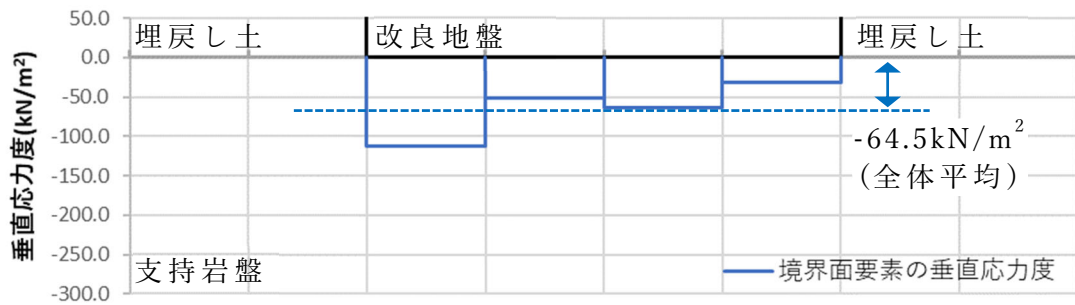 垂直応力度(kN/m²)
50.0
0.0
-50.0
-100.0
-150.0
-200.0
-250.0
-300.0
埋戻し土
改良地盤
埋戻し土
-64.5kN/m²
(全体平均)
支持岩盤
境界面要素の垂直応力度